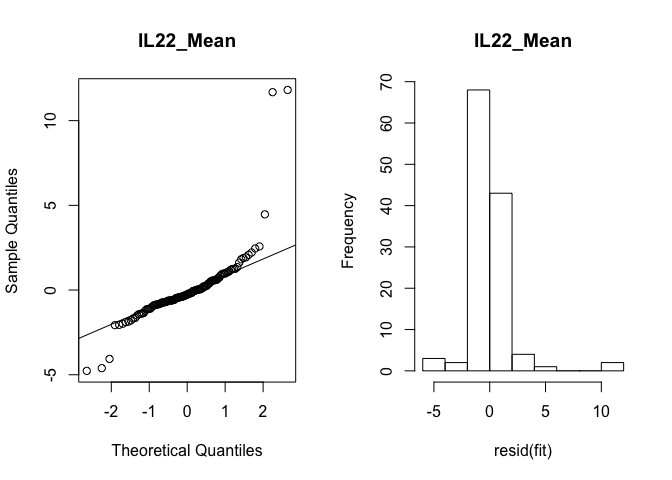 IL22_Mean
Sample Quantiles
10
5
0
-5
-2 -1 0 1 2
Theoretical Quantiles
IL22_Mean
Frequency
70
60
50
40
30
20
10
0
-5 0 5 10
resid(fit)